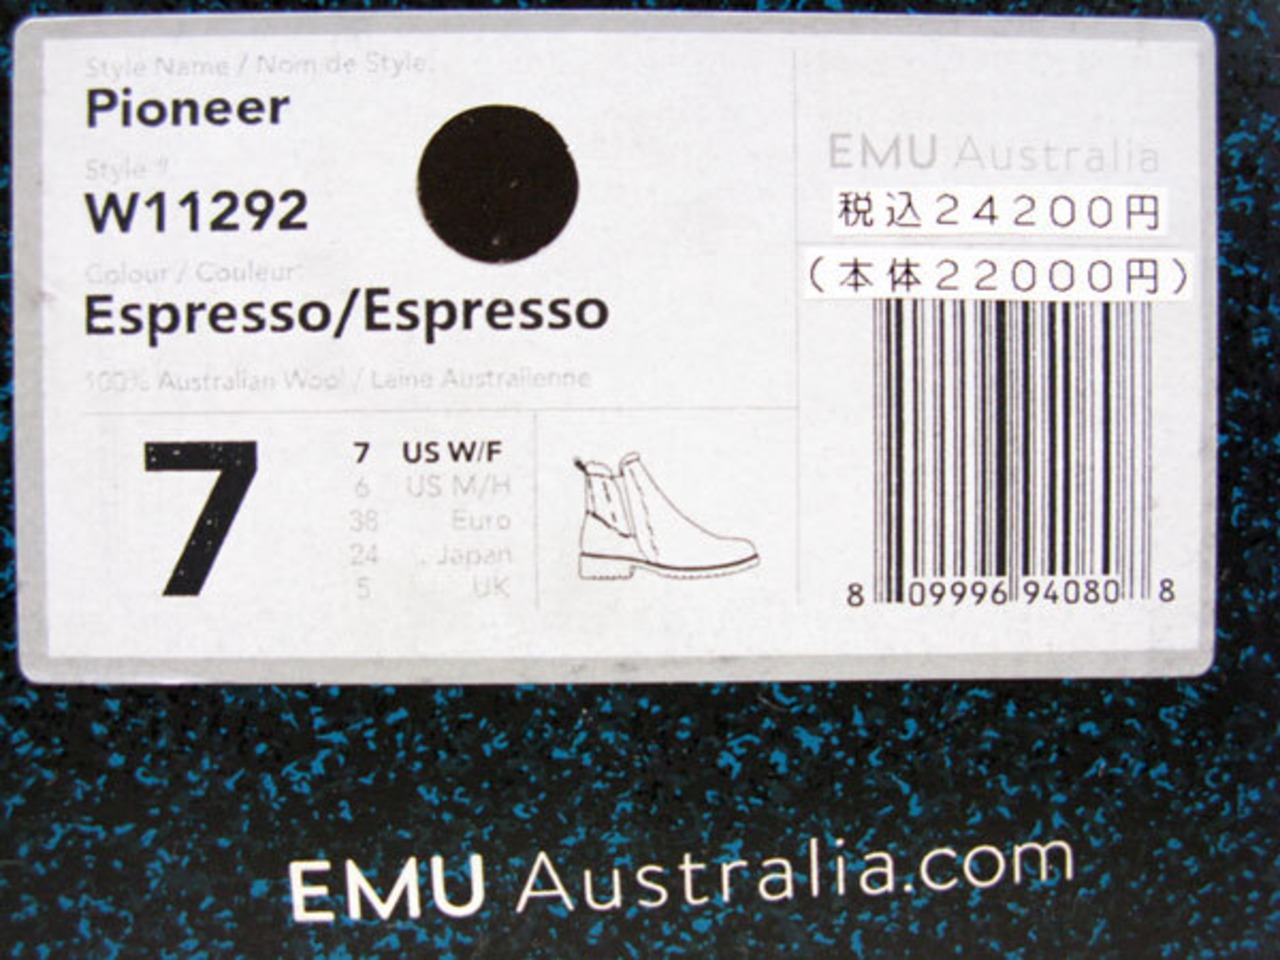 Style Name / Nom de Style
Pioneer
Style #
W11292
Colour / Couleur
Espresso/Espresso
100% Australian Wool / Laine Australienne
7
7 US W/F
6 US M/H
38 Euro
24 Japan
5 UK
EMU Australia
税込24200円
(本体22000円)
8 09996 94080 8
EMU Australia.com